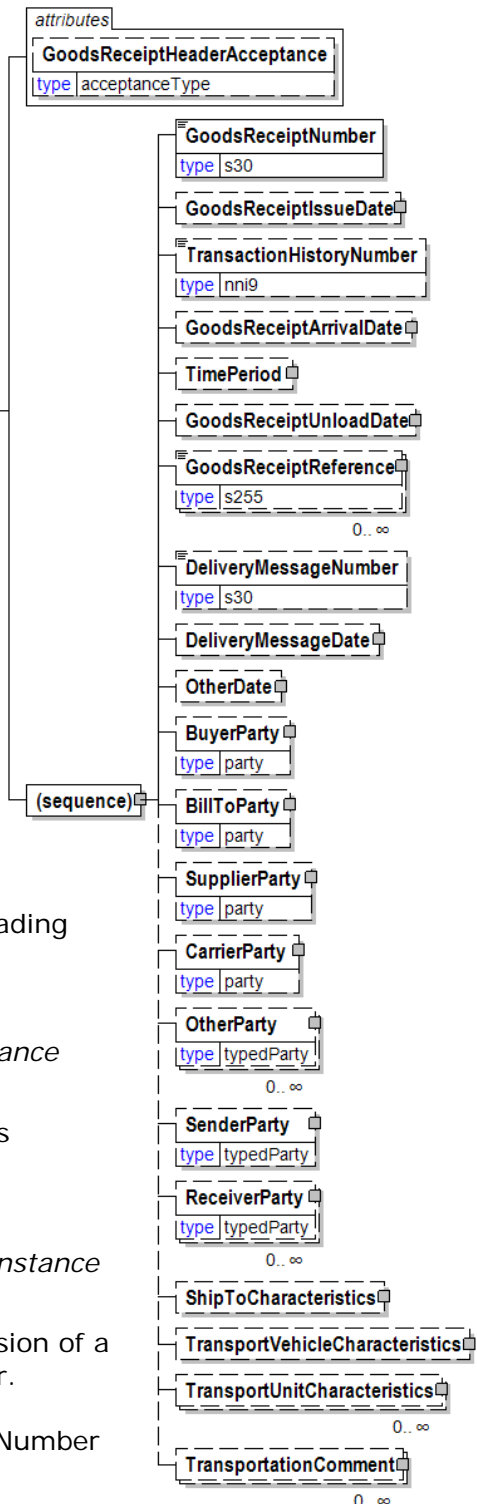 attributes
GoodsReceiptHeaderAcceptance
type acceptanceType
GoodsReceiptNumber
type s30
GoodsReceiptIssueDate
TransactionHistoryNumber
type nni9
GoodsReceiptArrivalDate
TimePeriod
GoodsReceiptUnloadDate
GoodsReceiptReference
type s255
0.. ∞
DeliveryMessageNumber
type s30
DeliveryMessageDate
OtherDate
BuyerParty
type party
(sequence)
BillToParty
type party
SupplierParty
type party
CarrierParty
type party
OtherParty
type typedParty
0.. ∞
SenderParty
type typedParty
ReceiverParty
type typedParty
0.. ∞
ShipToCharacteristics
TransportVehicleCharacteristics
TransportUnitCharacteristics
0.. ∞
TransportationComment
0.. ∞
ading
ance
s
nstance
sion of a
r.
Number